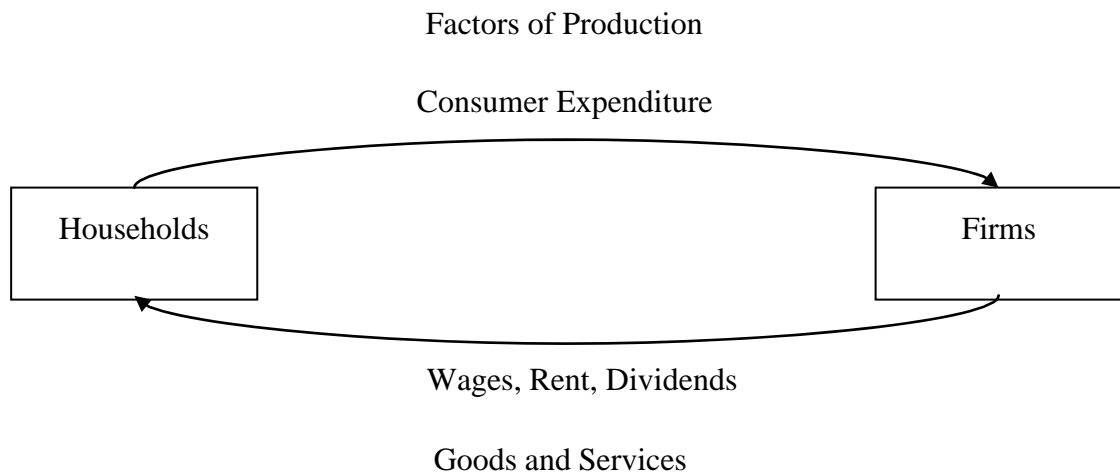 Factors of Production
Consumer Expenditure
Households
Firms
Wages, Rent, Dividends
Goods and Services